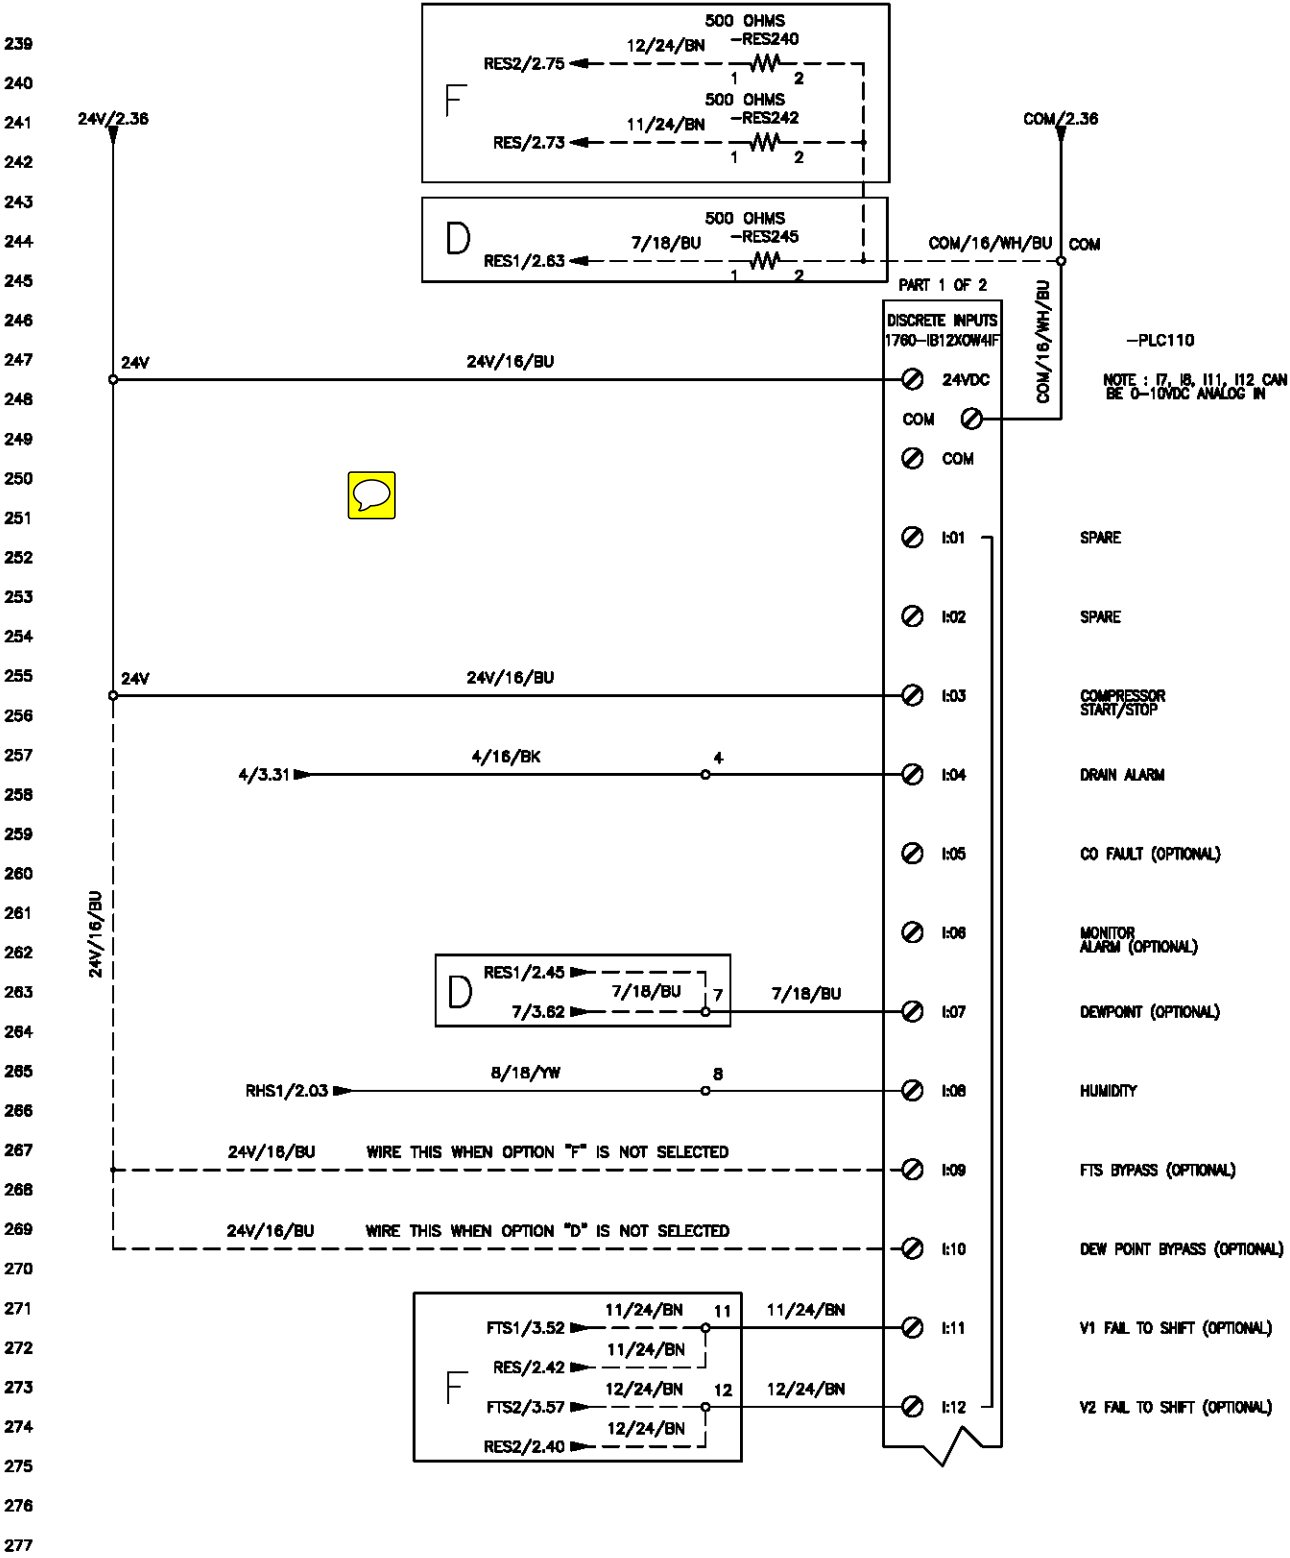 500 OHMS
239
12/24/BN
-RES240
RES2/2.75
1
2
240
F
500 OHMS
241
24V/2.36
11/24/BN
-RES242
COM/2.36
RES/2.73
1
2
242
243
500 OHMS
244
D
7/18/BU
-RES245
COM/16/WH/BU
COM
RES1/2.63
1
2
245
PART 1 OF 2
246
DISCRETE INPUTS
1760-IB12XOW4IF
COM/16/WH/BU
-PLC110
247
24V
24V/16/BU
24VDC
NOTE : I7, I8, I11, I12 CAN
BE 0-10VDC ANALOG IN
248
COM
249
COM
250
251
I:01
SPARE
252
253
I:02
SPARE
254
255
24V
24V/16/BU
I:03
COMPRESSOR
START/STOP
256
257
4/16/BK
4
4/3.31
I:04
DRAIN ALARM
258
259
I:05
CO FAULT (OPTIONAL)
260
261
24V/16/BU
I:06
MONITOR
ALARM (OPTIONAL)
262
RES1/2.45
263
D
7/18/BU
7
7/18/BU
7/3.62
I:07
DEWPOINT (OPTIONAL)
264
265
8/18/YW
8
RHS1/2.03
I:08
HUMIDITY
266
267
24V/16/BU
WIRE THIS WHEN OPTION "F" IS NOT SELECTED
I:09
FTS BYPASS (OPTIONAL)
268
269
24V/16/BU
WIRE THIS WHEN OPTION "D" IS NOT SELECTED
I:10
DEW POINT BYPASS (OPTIONAL)
270
271
11/24/BN
11
11/24/BN
FTS1/3.52
I:11
V1 FAIL TO SHIFT (OPTIONAL)
272
11/24/BN
RES/2.42
273
F
12/24/BN
12
12/24/BN
FTS2/3.57
I:12
V2 FAIL TO SHIFT (OPTIONAL)
274
12/24/BN
RES2/2.40
275
276
277